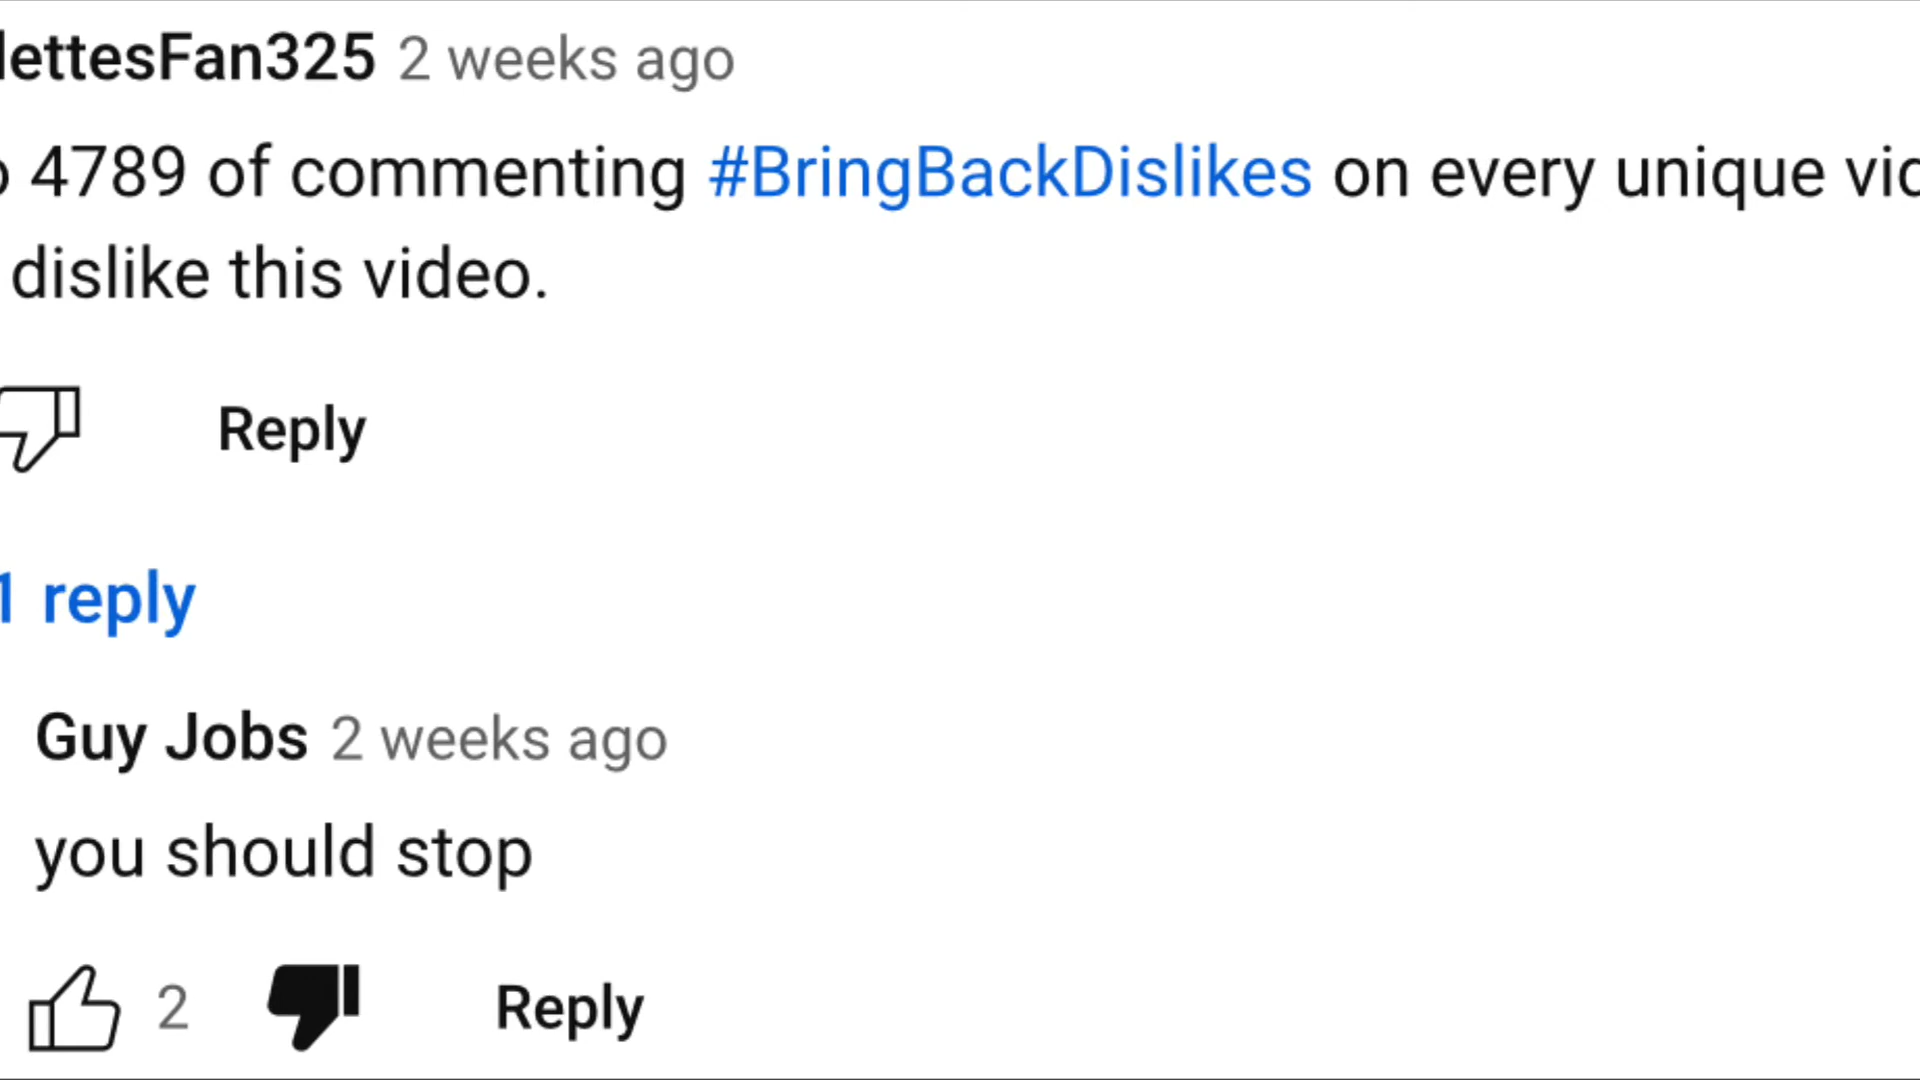 lettesFan325 2 weeks ago
4789 of commenting #BringBackDislikes on every unique
dislike this video.
Reply
1 reply
Guy Jobs 2 weeks ago
you should stop
2 Reply